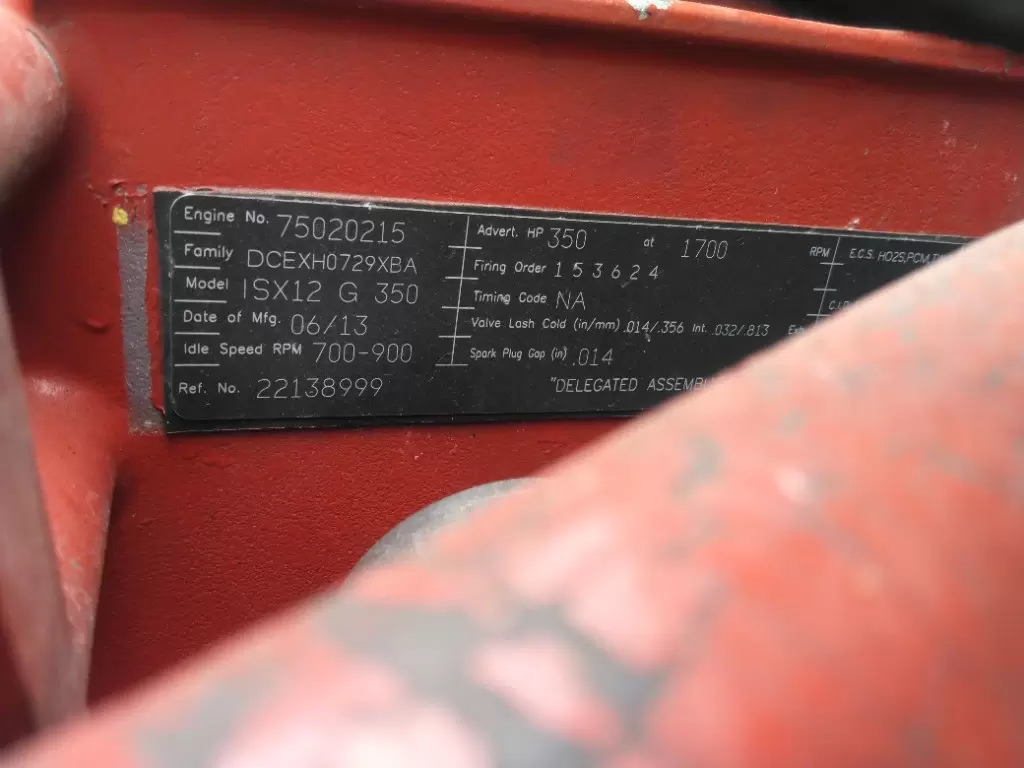 Engine No. 75020215
Family DCEXH0729XBA
Model ISX12 G 350
Date of Mfg. 06/13
Idle Speed RPM 700-900
Ref. No. 22138999
Advert. HP 350 at 1700 RPM
Firing Order 1 5 3 6 2 4
Timing Code NA
Valve Lash Cold (in/mm) .014/.356 Int. .032/.813
Spark Plug Gap (in) .014
"DELEGATED
E.C.S. HO2S,PCM,